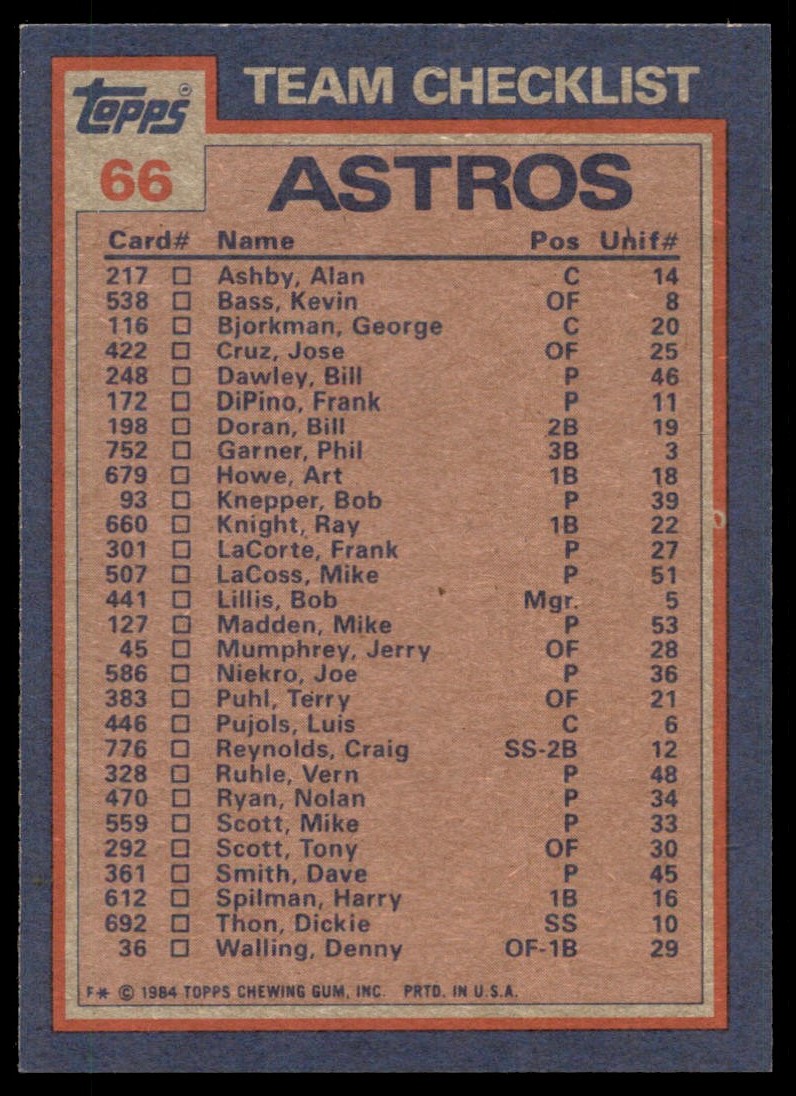 TEAM CHECKLIST
Topps®
66
ASTROS
Card# Name Pos Unif#
217 □ Ashby, Alan C 14
538 □ Bass, Kevin OF 8
116 □ Bjorkman, George C 20
422 □ Cruz, Jose OF 25
248 □ Dawley, Bill P 46
172 □ DiPino, Frank P 11
198 □ Doran, Bill 2B 19
752 □ Garner, Phil 3B 3
679 □ Howe, Art 1B 18
93 □ Knepper, Bob P 39
660 □ Knight, Ray 1B 22
301 □ LaCorte, Frank P 27
507 □ LaCoss, Mike P 51
441 □ Lillis, Bob Mgr. 5
127 □ Madden, Mike P 53
45 □ Mumphrey, Jerry OF 28
586 □ Niekro, Joe P 36
383 □ Puhl, Terry OF 21
446 □ Pujols, Luis C 6
776 □ Reynolds, Craig SS-2B 12
328 □ Ruhle, Vern P 48
470 □ Ryan, Nolan P 34
559 □ Scott, Mike P 33
292 □ Scott, Tony OF 30
361 □ Smith, Dave P 45
612 □ Spilman, Harry 1B 16
692 □ Thon, Dickie SS 10
36 □ Walling, Denny OF-1B 29
F* © 1984 TOPPS CHEWING GUM, INC. PRTD. IN U.S.A.